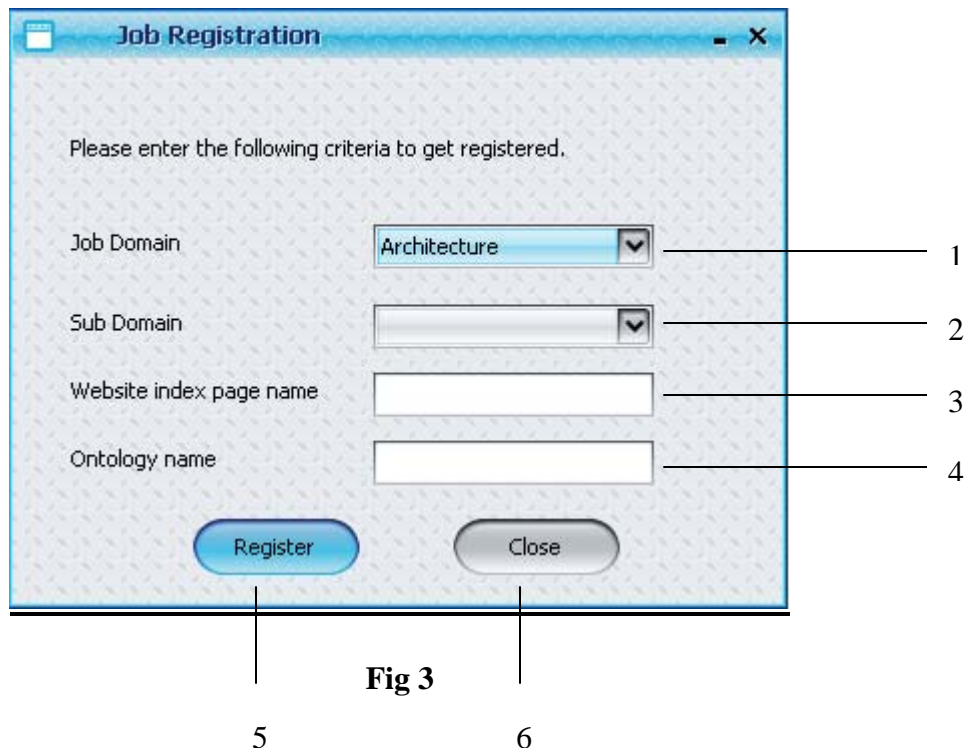 Job Registration
Please enter the following criteria to get registered.
Job Domain
Architecture
1
Sub Domain
2
Website index page name
3
Ontology name
4
Register
Close
Fig 3
5
6